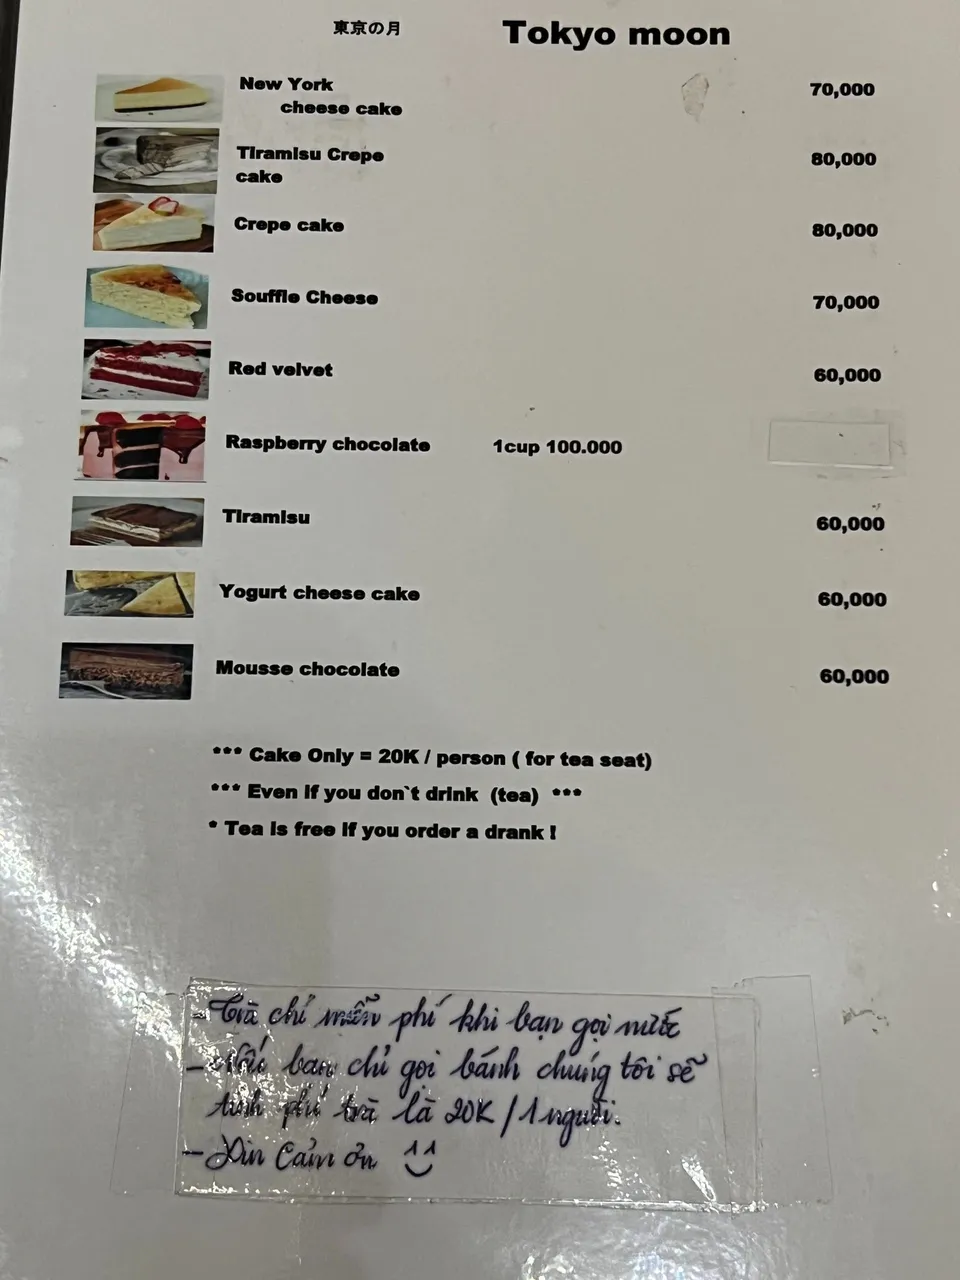 東京の月 Tokyo moon
New York 70,000
cheese cake
Tiramisu Crepe 80,000
cake
Crepe cake 80,000
Souffle Cheese 70,000
Red velvet 60,000
Raspberry chocolate 1cup 100.000
Tiramisu 60,000
Yogurt cheese cake 60,000
Mousse chocolate 60,000
*** Cake Only = 20K / person ( for tea seat)
*** Even if you don`t drink (tea) ***
* Tea is free if you order a drank !
- Trà chỉ miễn phí khi bạn gọi nước
- Nếu bạn chỉ gọi bánh chúng tôi sẽ
tính phí trà là 20K / 1 người.
- Xin Cảm ơn